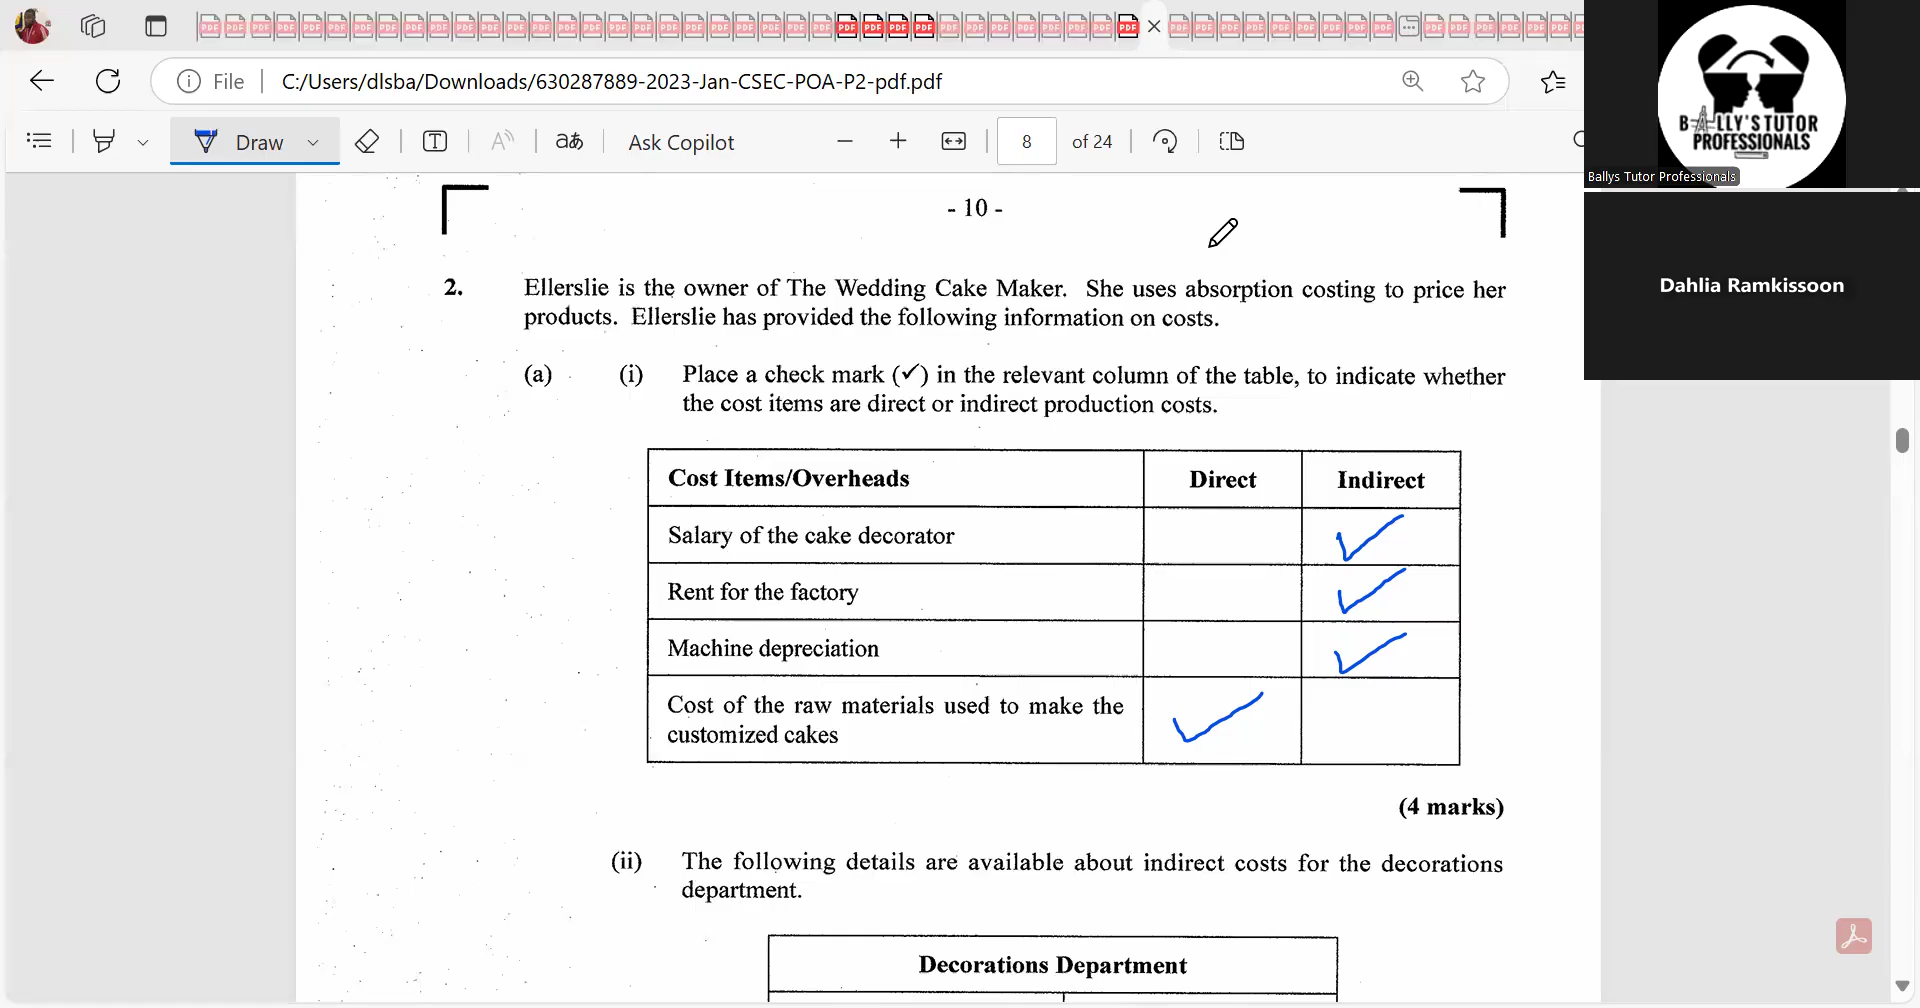 File
C:/Users/dlsba/Downloads/630287889-2023-Jan-CSEC-POA-P2-pdf.pdf
Draw
aあ
Ask Copilot
8 of 24
BALLY'S TUTOR
PROFESSIONALS
Ballys Tutor Professionals
Dahlia Ramkissoon
- 10 -
2. Ellerslie is the owner of The Wedding Cake Maker. She uses absorption costing to price her
products. Ellerslie has provided the following information on costs.
(a) (i) Place a check mark (✓) in the relevant column of the table, to indicate whether
the cost items are direct or indirect production costs.
Cost Items/Overheads Direct Indirect
Salary of the cake decorator ✓
Rent for the factory ✓
Machine depreciation ✓
Cost of the raw materials used to make the
customized cakes ✓
(4 marks)
(ii) The following details are available about indirect costs for the decorations
department.
Decorations Department